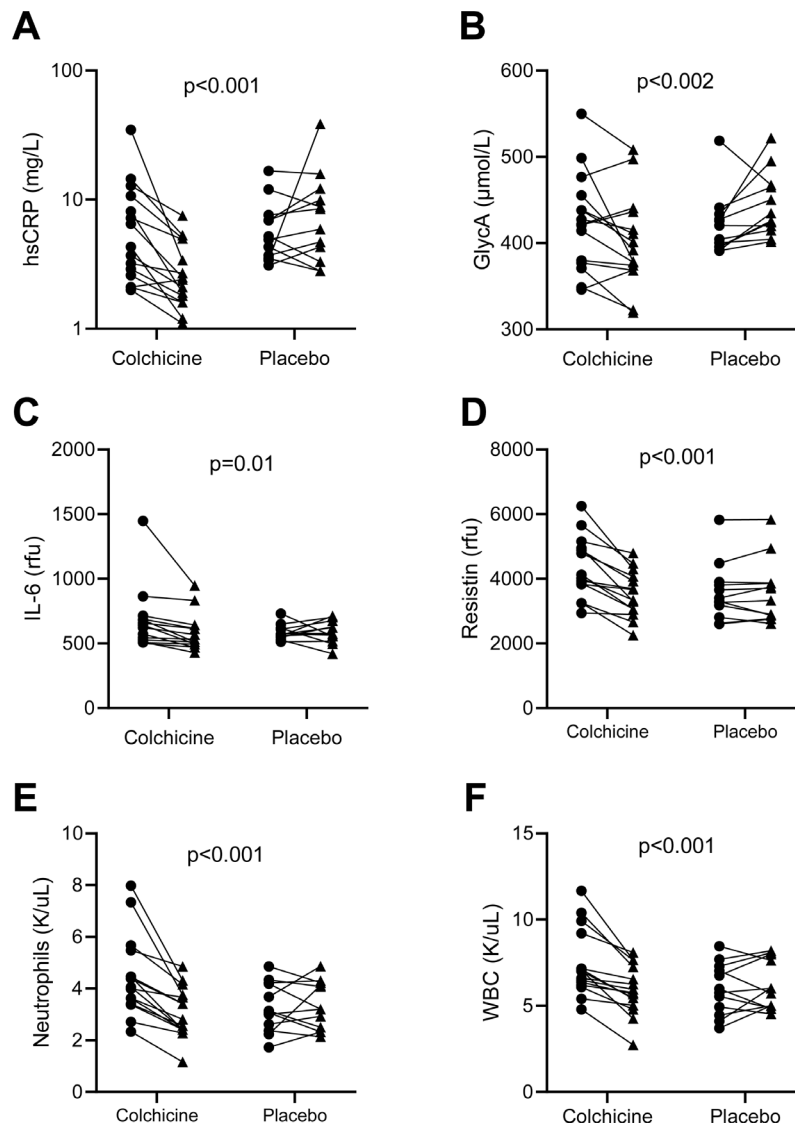 A
p<0.001
hsCRP (mg/L)
100
10
1
Colchicine
Placebo
B
p<0.002
GlycA (μmol/L)
600
500
400
300
Colchicine
Placebo
C
p=0.01
IL-6 (rfu)
2000
1500
1000
500
0
Colchicine
Placebo
D
p<0.001
Resistin (rfu)
8000
6000
4000
2000
0
Colchicine
Placebo
E
p<0.001
Neutrophils (K/uL)
10
8
6
4
2
0
Colchicine
Placebo
F
p<0.001
WBC (K/uL)
15
10
5
0
Colchicine
Placebo